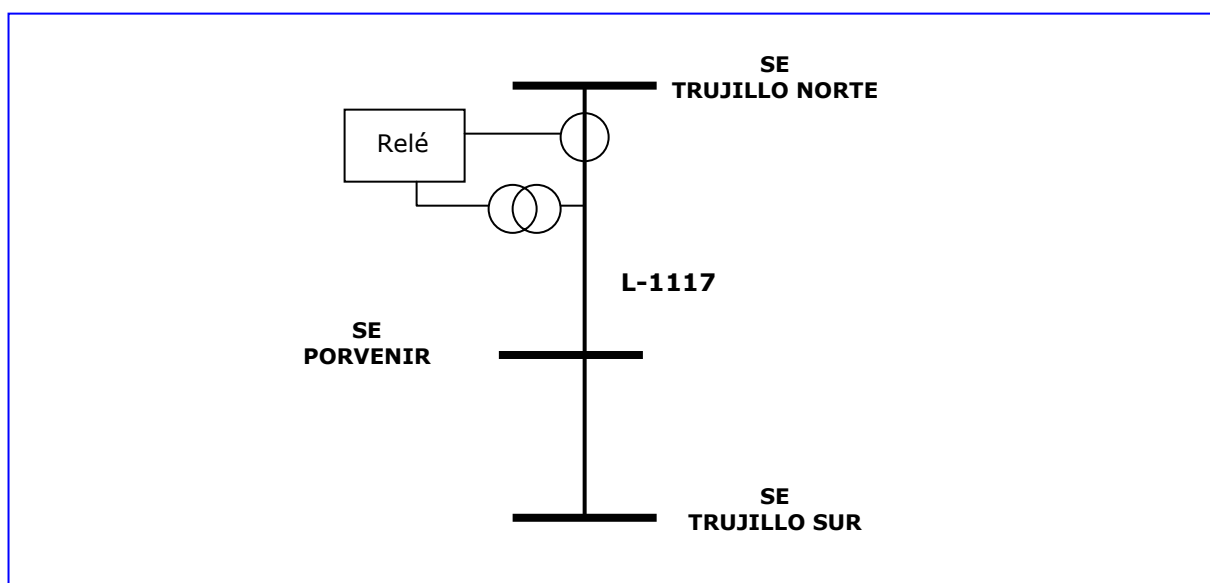 SE
TRUJILLO NORTE
Relé
L-1117
SE
PORVENIR
SE
TRUJILLO SUR